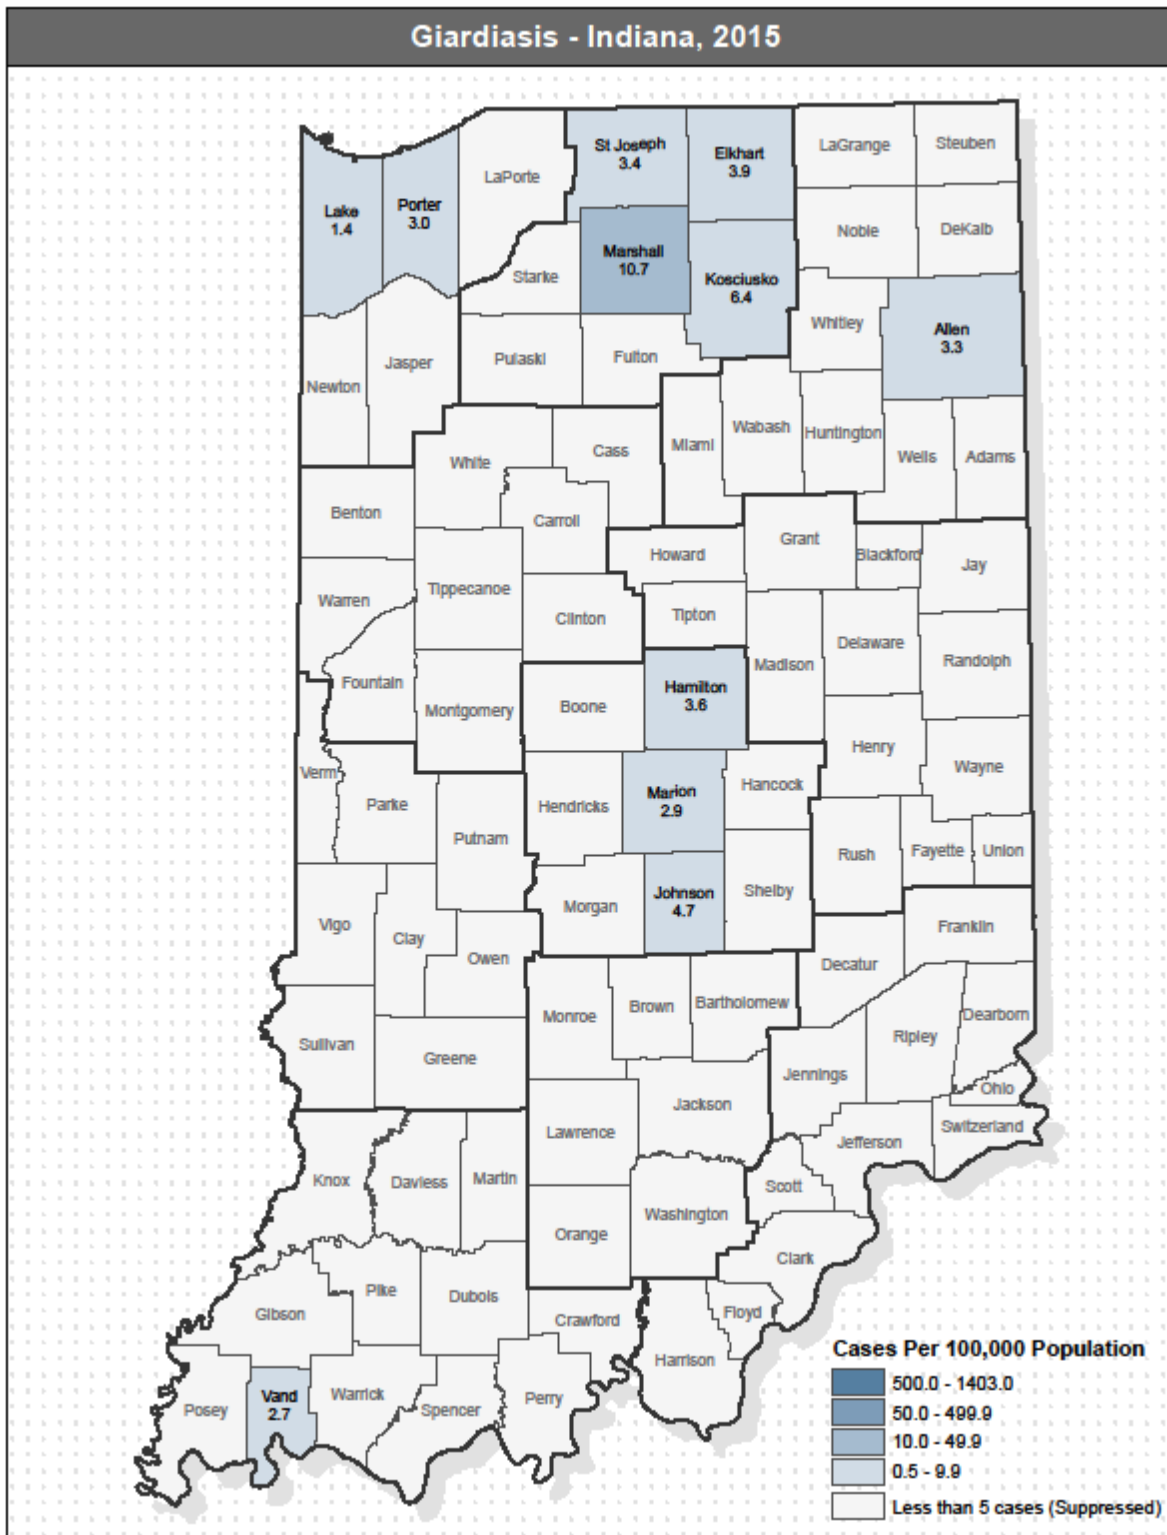 Giardiasis - Indiana, 2015
LaGrange
Steuben
St Joseph
3.4
Elkhart
3.9
LaPorte
Lake
1.4
Porter
3.0
Noble
DeKalb
Marshall
10.7
Starke
Kosciusko
6.4
Whitley
Allen
3.3
Newton
Jasper
Pulaski
Fulton
Miami
Wabash
Huntington
Wells
Adams
White
Cass
Benton
Carroll
Howard
Grant
Blackford
Jay
Warren
Tippecanoe
Clinton
Tipton
Madison
Delaware
Randolph
Fountain
Montgomery
Boone
Hamilton
3.6
Henry
Wayne
Verm
Parke
Putnam
Hendricks
Marion
2.9
Hancock
Rush
Fayette
Union
Morgan
Johnson
4.7
Shelby
Vigo
Clay
Owen
Franklin
Decatur
Monroe
Brown
Bartholomew
Dearborn
Sullivan
Greene
Ripley
Jennings
Ohio
Lawrence
Jackson
Switzerland
Jefferson
Knox
Daviess
Martin
Scott
Orange
Washington
Clark
Gibson
Pike
Dubois
Crawford
Floyd
Harrison
Posey
Vand
2.7
Warrick
Spencer
Perry
Cases Per 100,000 Population
500.0 - 1403.0
50.0 - 499.9
10.0 - 49.9
0.5 - 9.9
Less than 5 cases (Suppressed)